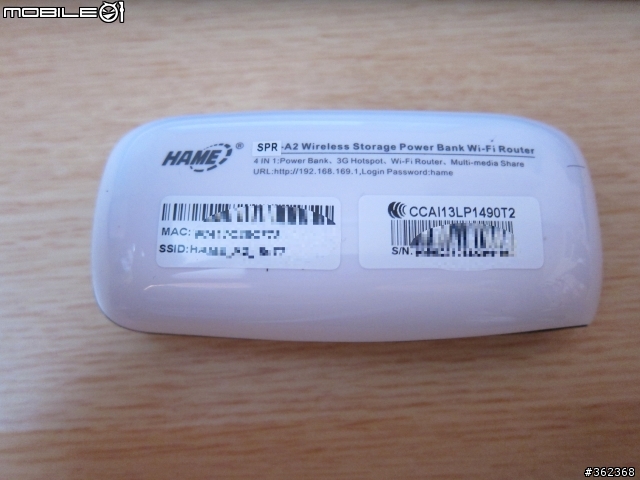 MOBILE01
HAME®
SPR-A2 Wireless Storage Power Bank Wi-Fi Router
4 IN 1:Power Bank、3G Hotspot、Wi-Fi Router、Multi-media Share
URL:http://192.168.169.1,Login Password:hame
MAC:
SSID:
CCAI13LP1490T2
S/N:
#362368